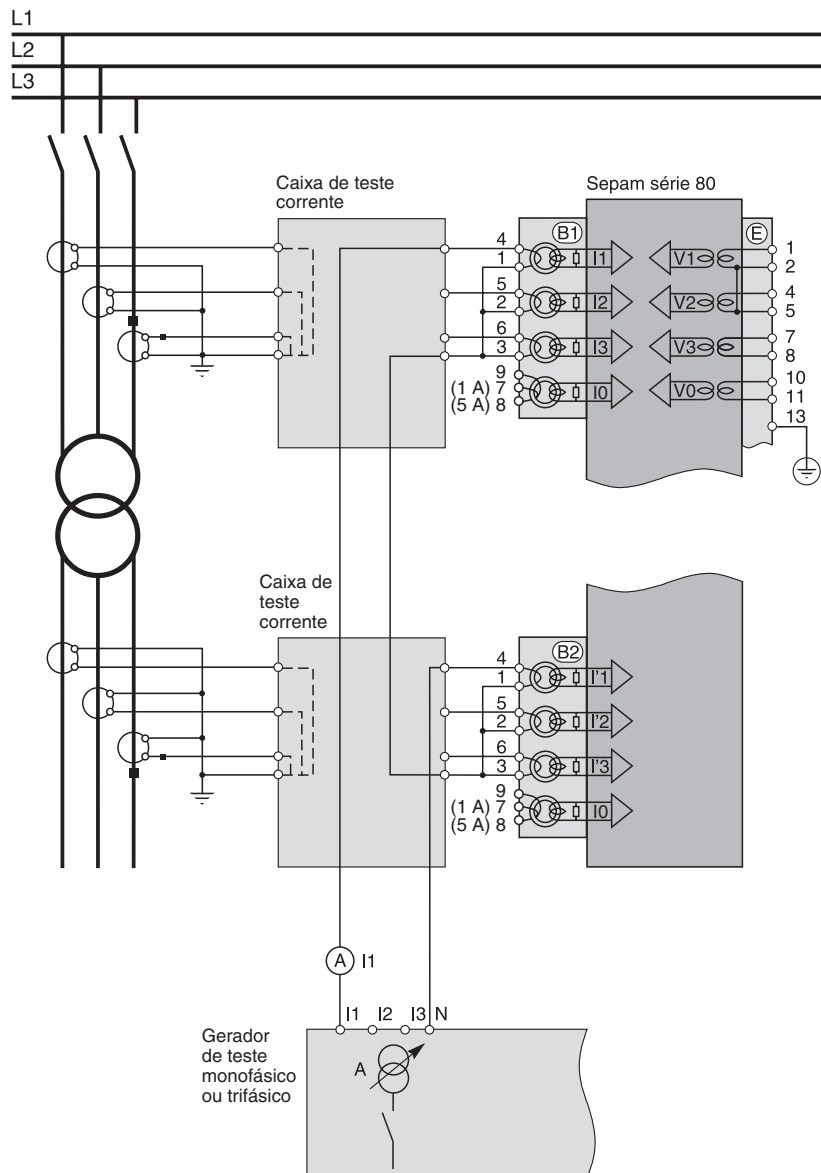 L1
L2
L3
Caixa de teste
corrente
Sepam série 80
B1
E
4
1
5
2
6
3
9
(1 A) 7
(5 A) 8
I1
I2
I3
I0
V1
V2
V3
V0
1
2
4
5
7
8
10
11
13
Caixa de
teste
corrente
B2
4
1
5
2
6
3
9
(1 A) 7
(5 A) 8
I'1
I'2
I'3
I0
A I1
I1 I2 I3 N
Gerador
de teste
monofásico
ou trifásico
A